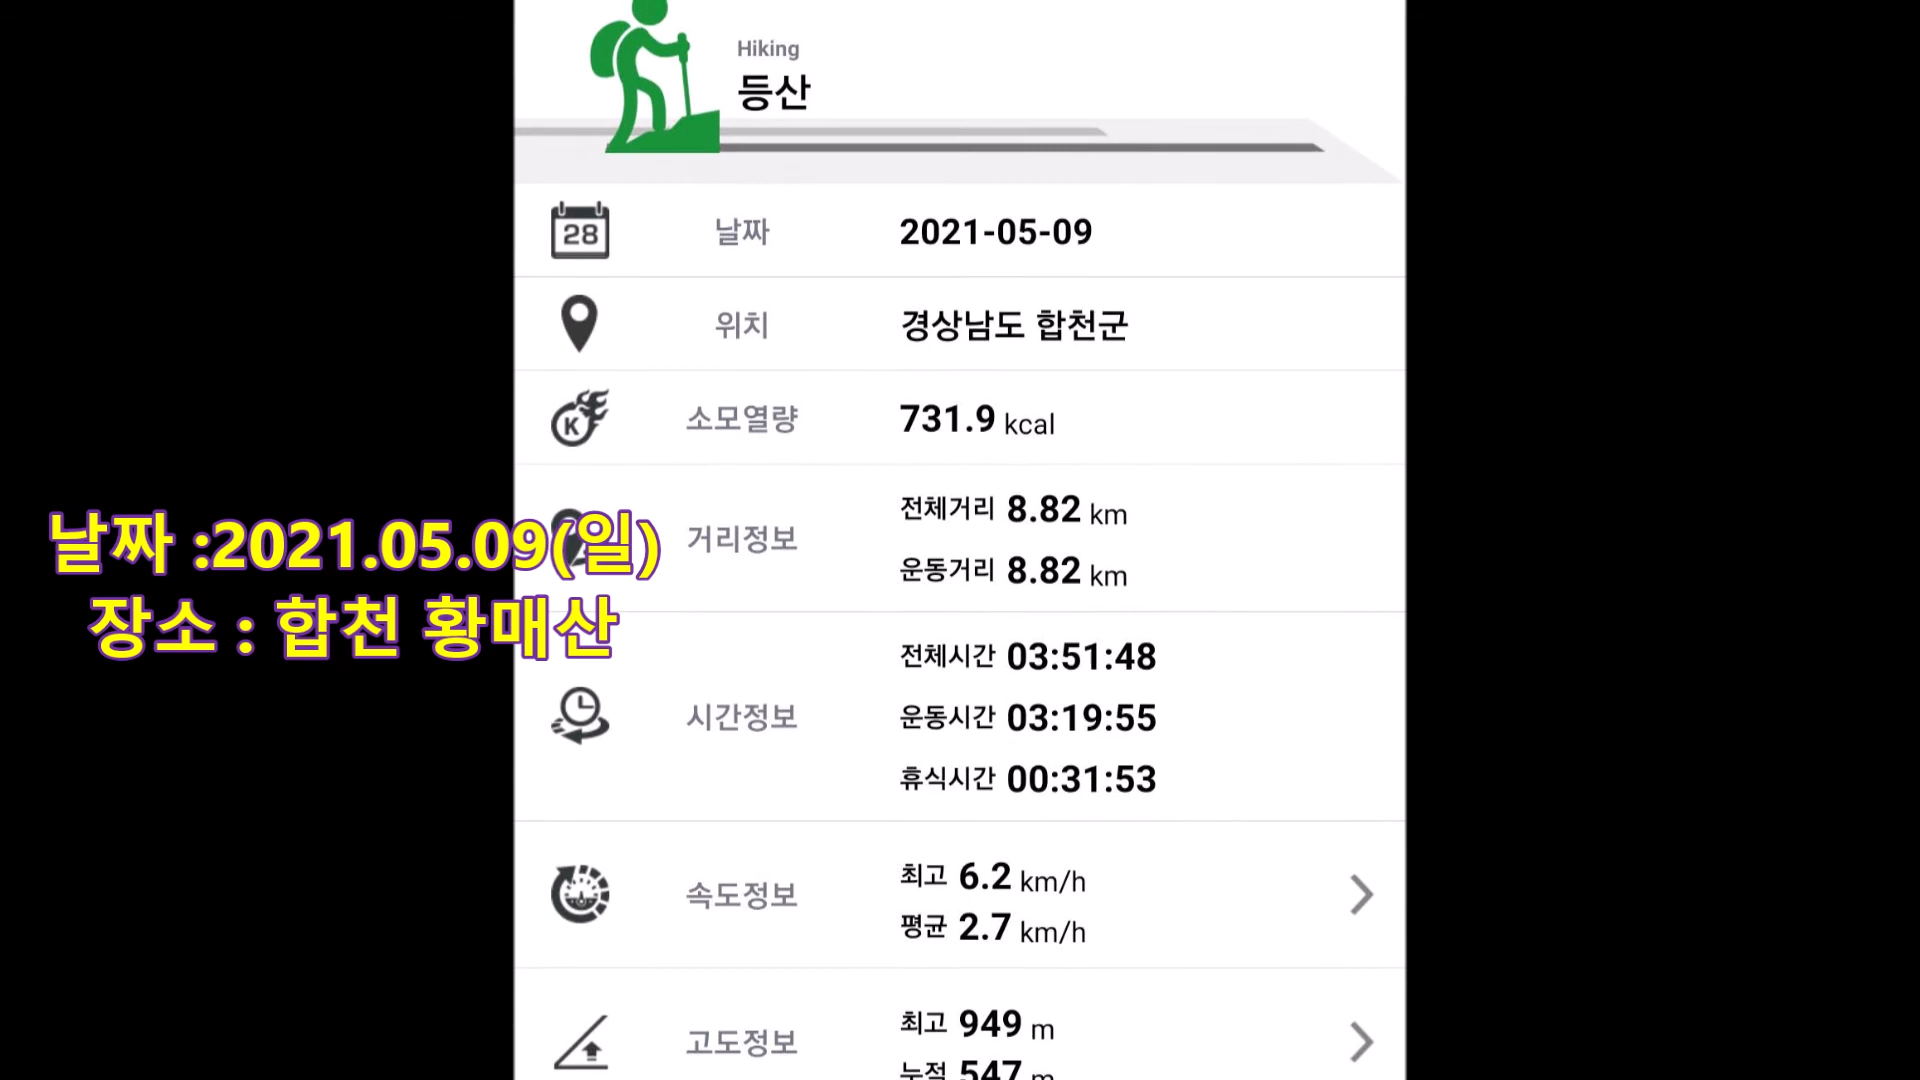 Hiking
등산
28
날짜
2021-05-09
위치
경상남도 합천군
K
소모열량
731.9 kcal
거리정보
전체거리 8.82 km
운동거리 8.82 km
날짜 :2021.05.09(일)
장소 : 합천 황매산
시간정보
전체시간 03:51:48
운동시간 03:19:55
휴식시간 00:31:53
속도정보
최고 6.2 km/h
평균 2.7 km/h
고도정보
최고 949 m
누적 547 m